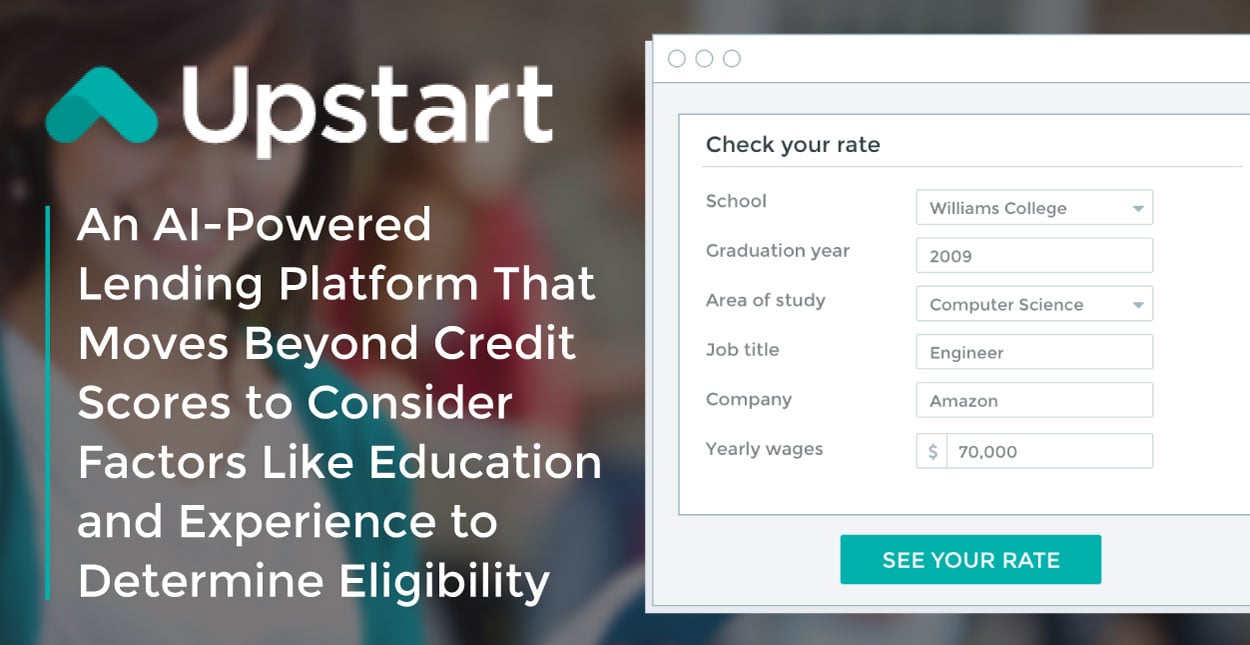 Upstart
An AI-Powered
Lending Platform That
Moves Beyond Credit
Scores to Consider
Factors Like Education
and Experience to
Determine Eligibility
Check your rate
School
Williams College
Graduation year
2009
Area of study
Computer Science
Job title
Engineer
Company
Amazon
Yearly wages
$ 70,000
SEE YOUR RATE